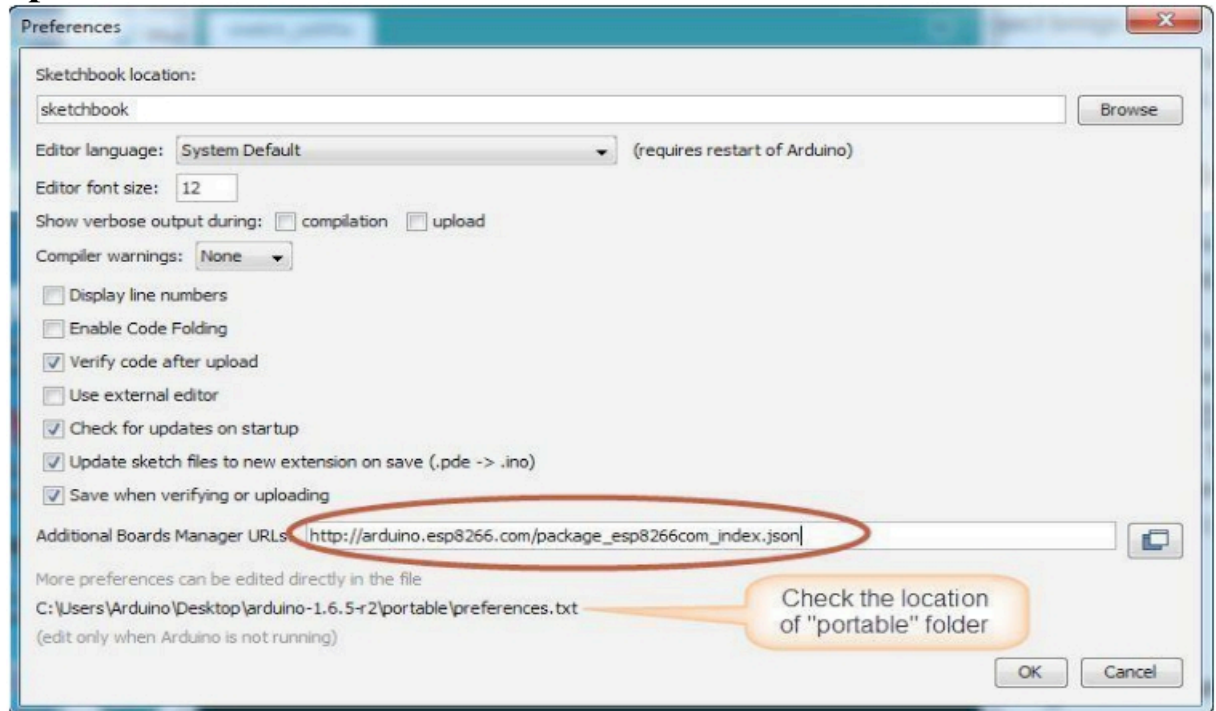 Preferences
Sketchbook location:
sketchbook
Browse
Editor language: System Default (requires restart of Arduino)
Editor font size: 12
Show verbose output during: compilation upload
Compiler warnings: None
Display line numbers
Enable Code Folding
Verify code after upload
Use external editor
Check for updates on startup
Update sketch files to new extension on save (.pde -> .ino)
Save when verifying or uploading
Additional Boards Manager URLs: http://arduino.esp8266.com/package_esp8266com_index.json
More preferences can be edited directly in the file
C:\Users\Arduino\Desktop\arduino-1.6.5-r2\portable\preferences.txt
(edit only when Arduino is not running)
Check the location
of "portable" folder
OK Cancel